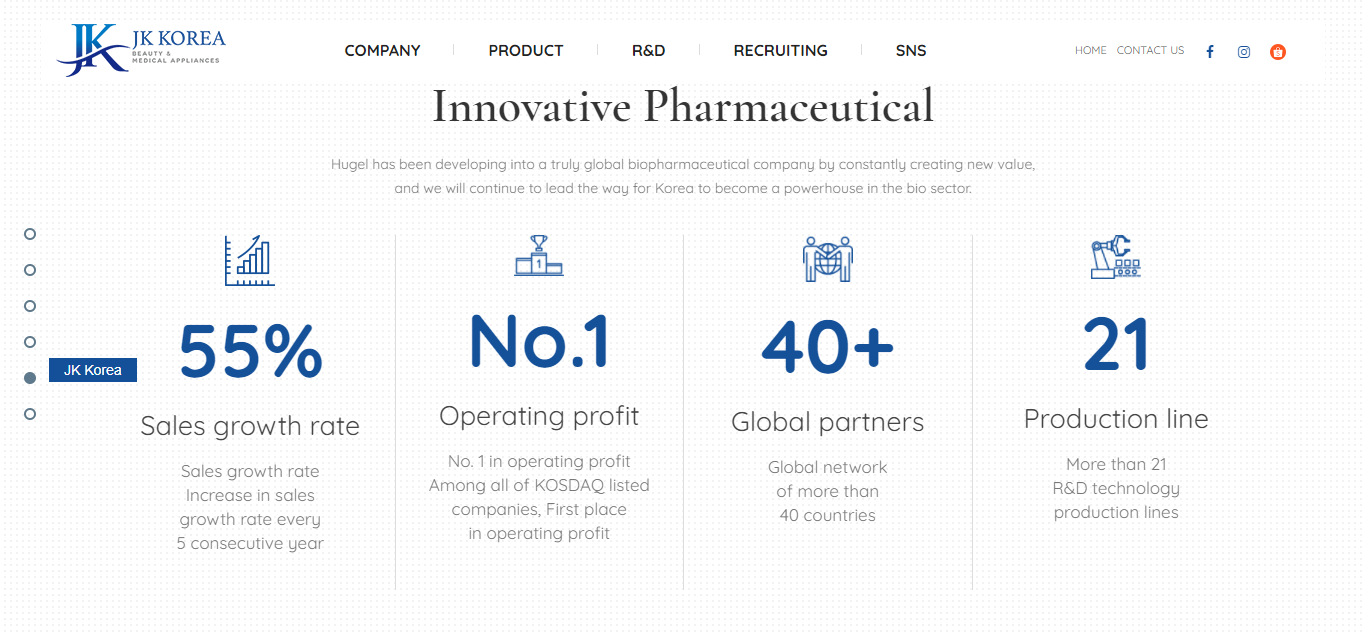 JK KOREA
BEAUTY &
MEDICAL APPLIANCES
COMPANY
PRODUCT
R&D
RECRUITING
SNS
HOME
CONTACT US
Innovative Pharmaceutical
Hugel has been developing into a truly global biopharmaceutical company by constantly creating new value,
and we will continue to lead the way for Korea to become a powerhouse in the bio sector.
JK Korea
55%
Sales growth rate
Sales growth rate
Increase in sales
growth rate every
5 consecutive year
1
No.1
Operating profit
No. 1 in operating profit
Among all of KOSDAQ listed
companies, First place
in operating profit
40+
Global partners
Global network
of more than
40 countries
21
Production line
More than 21
R&D technology
production lines